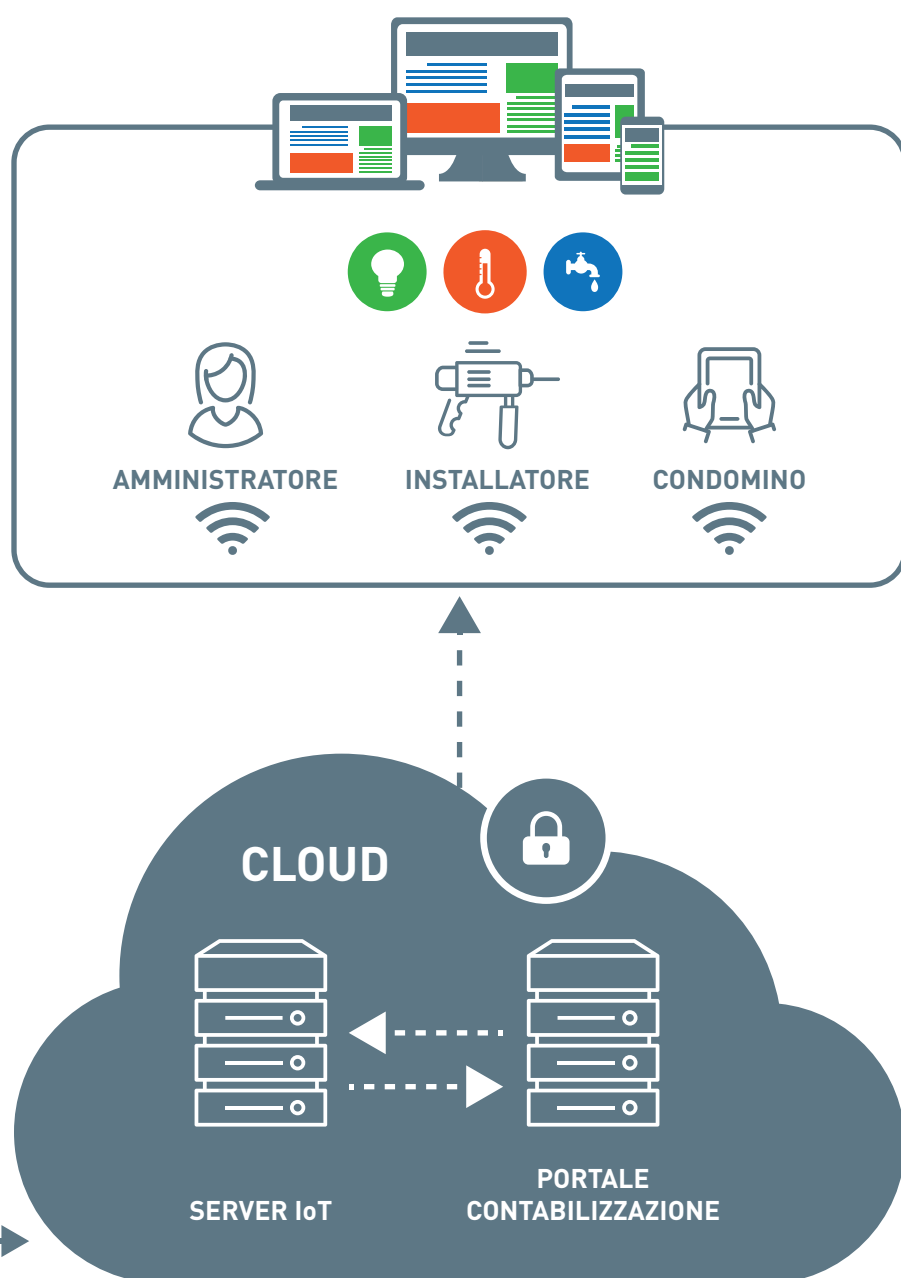 AMMINISTRATORE
INSTALLATORE
CONDOMINO
CLOUD
SERVER IoT
PORTALE
CONTABILIZZAZIONE